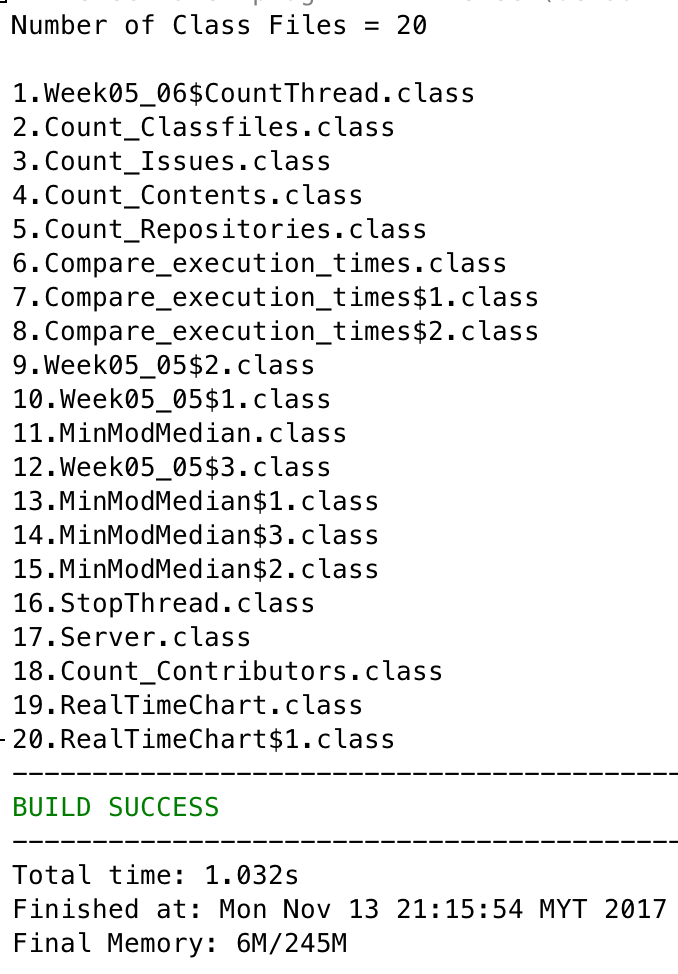 Number of Class Files = 20
1.Week05_06$CountThread.class
2.Count_Classfiles.class
3.Count_Issues.class
4.Count_Contents.class
5.Count_Repositories.class
6.Compare_execution_times.class
7.Compare_execution_times$1.class
8.Compare_execution_times$2.class
9.Week05_05$2.class
10.Week05_05$1.class
11.MinModMedian.class
12.Week05_05$3.class
13.MinModMedian$1.class
14.MinModMedian$3.class
15.MinModMedian$2.class
16.StopThread.class
17.Server.class
18.Count_Contributors.class
19.RealTimeChart.class
20.RealTimeChart$1.class
------------------------------------------
BUILD SUCCESS
------------------------------------------
Total time: 1.032s
Finished at: Mon Nov 13 21:15:54 MYT 2017
Final Memory: 6M/245M